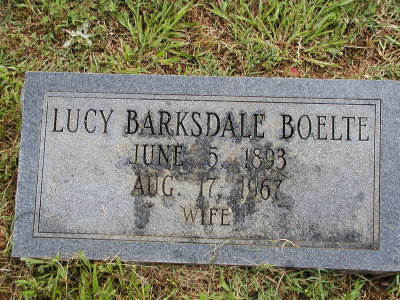 LUCY BARKSDALE BOELTE
JUNE 5, 1893
AUG. 17, 1967
WIFE